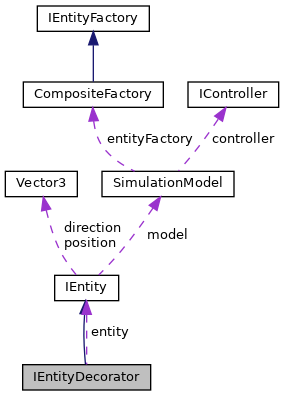 IEntityFactory
CompositeFactory
IController
entityFactory
controller
Vector3
SimulationModel
direction
position
model
IEntity
entity
IEntityDecorator